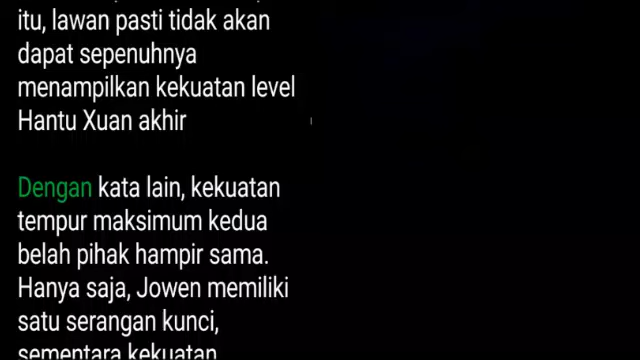 itu, lawan pasti tidak akan
dapat sepenuhnya
menampilkan kekuatan level
Hantu Xuan akhir
Dengan kata lain, kekuatan
tempur maksimum kedua
belah pihak hampir sama.
Hanya saja, Jowen memiliki
satu serangan kunci,
sementara kekuatan